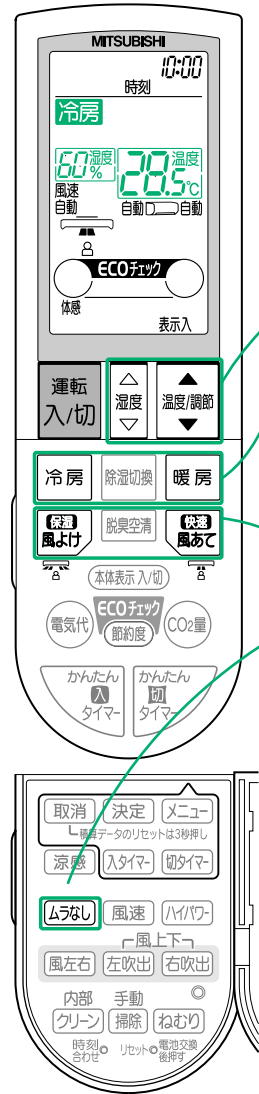 MITSUBISHI
10:00
時刻
冷房
60% 湿度 28.5℃ 温度
風速
自動 自動 自動
ECOチェック
体感
表示入
運転 入/切
△ 湿度 ▽
▲ 温度/調節 ▼
冷房 除湿切換 暖房
保湿 風よけ 脱臭空清 快速 風あて
本体表示 入/切
電気代 ECOチェック 節約度 CO2量
かんたん 入 タイマー かんたん 切 タイマー
取消 決定 メニュー
積算データのリセットは3秒押し
涼感 入タイマー 切タイマー
ムラなし 風速 ハイパワー
風上下
風左右 左吹出 右吹出
内部 手動
クリーン 掃除 ねむり
時刻合わせ リセット 電池交換後押す